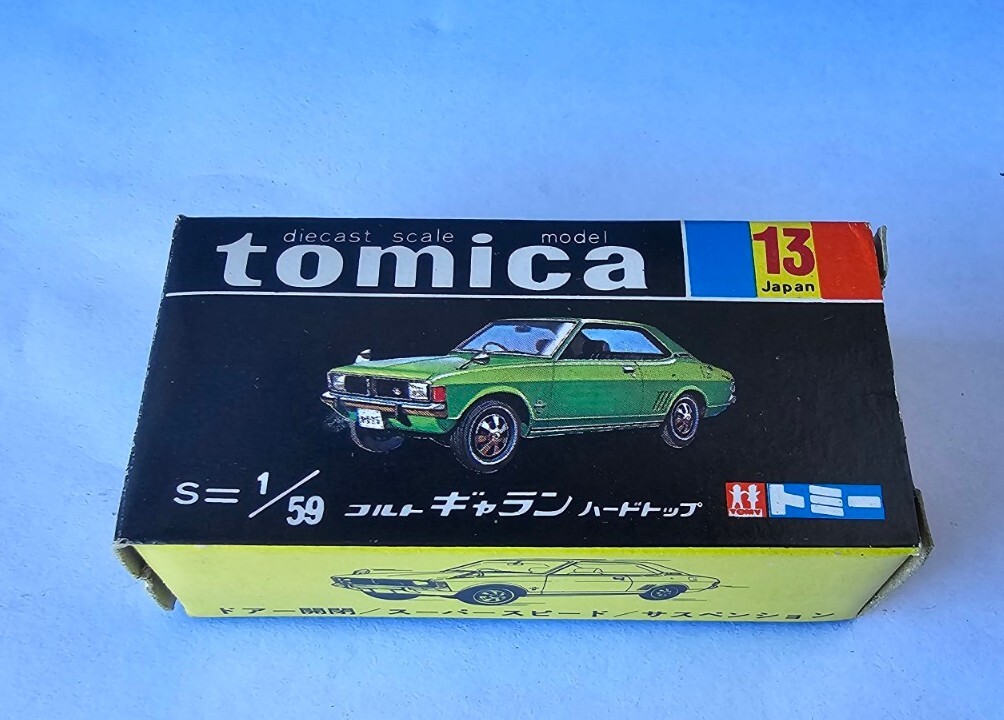 diecast scale model
tomica
13
Japan
S=1/59 コルト ギャラン ハードトップ
TOMY
トミー
ドアー開閉/スーパースピード/サスペンション